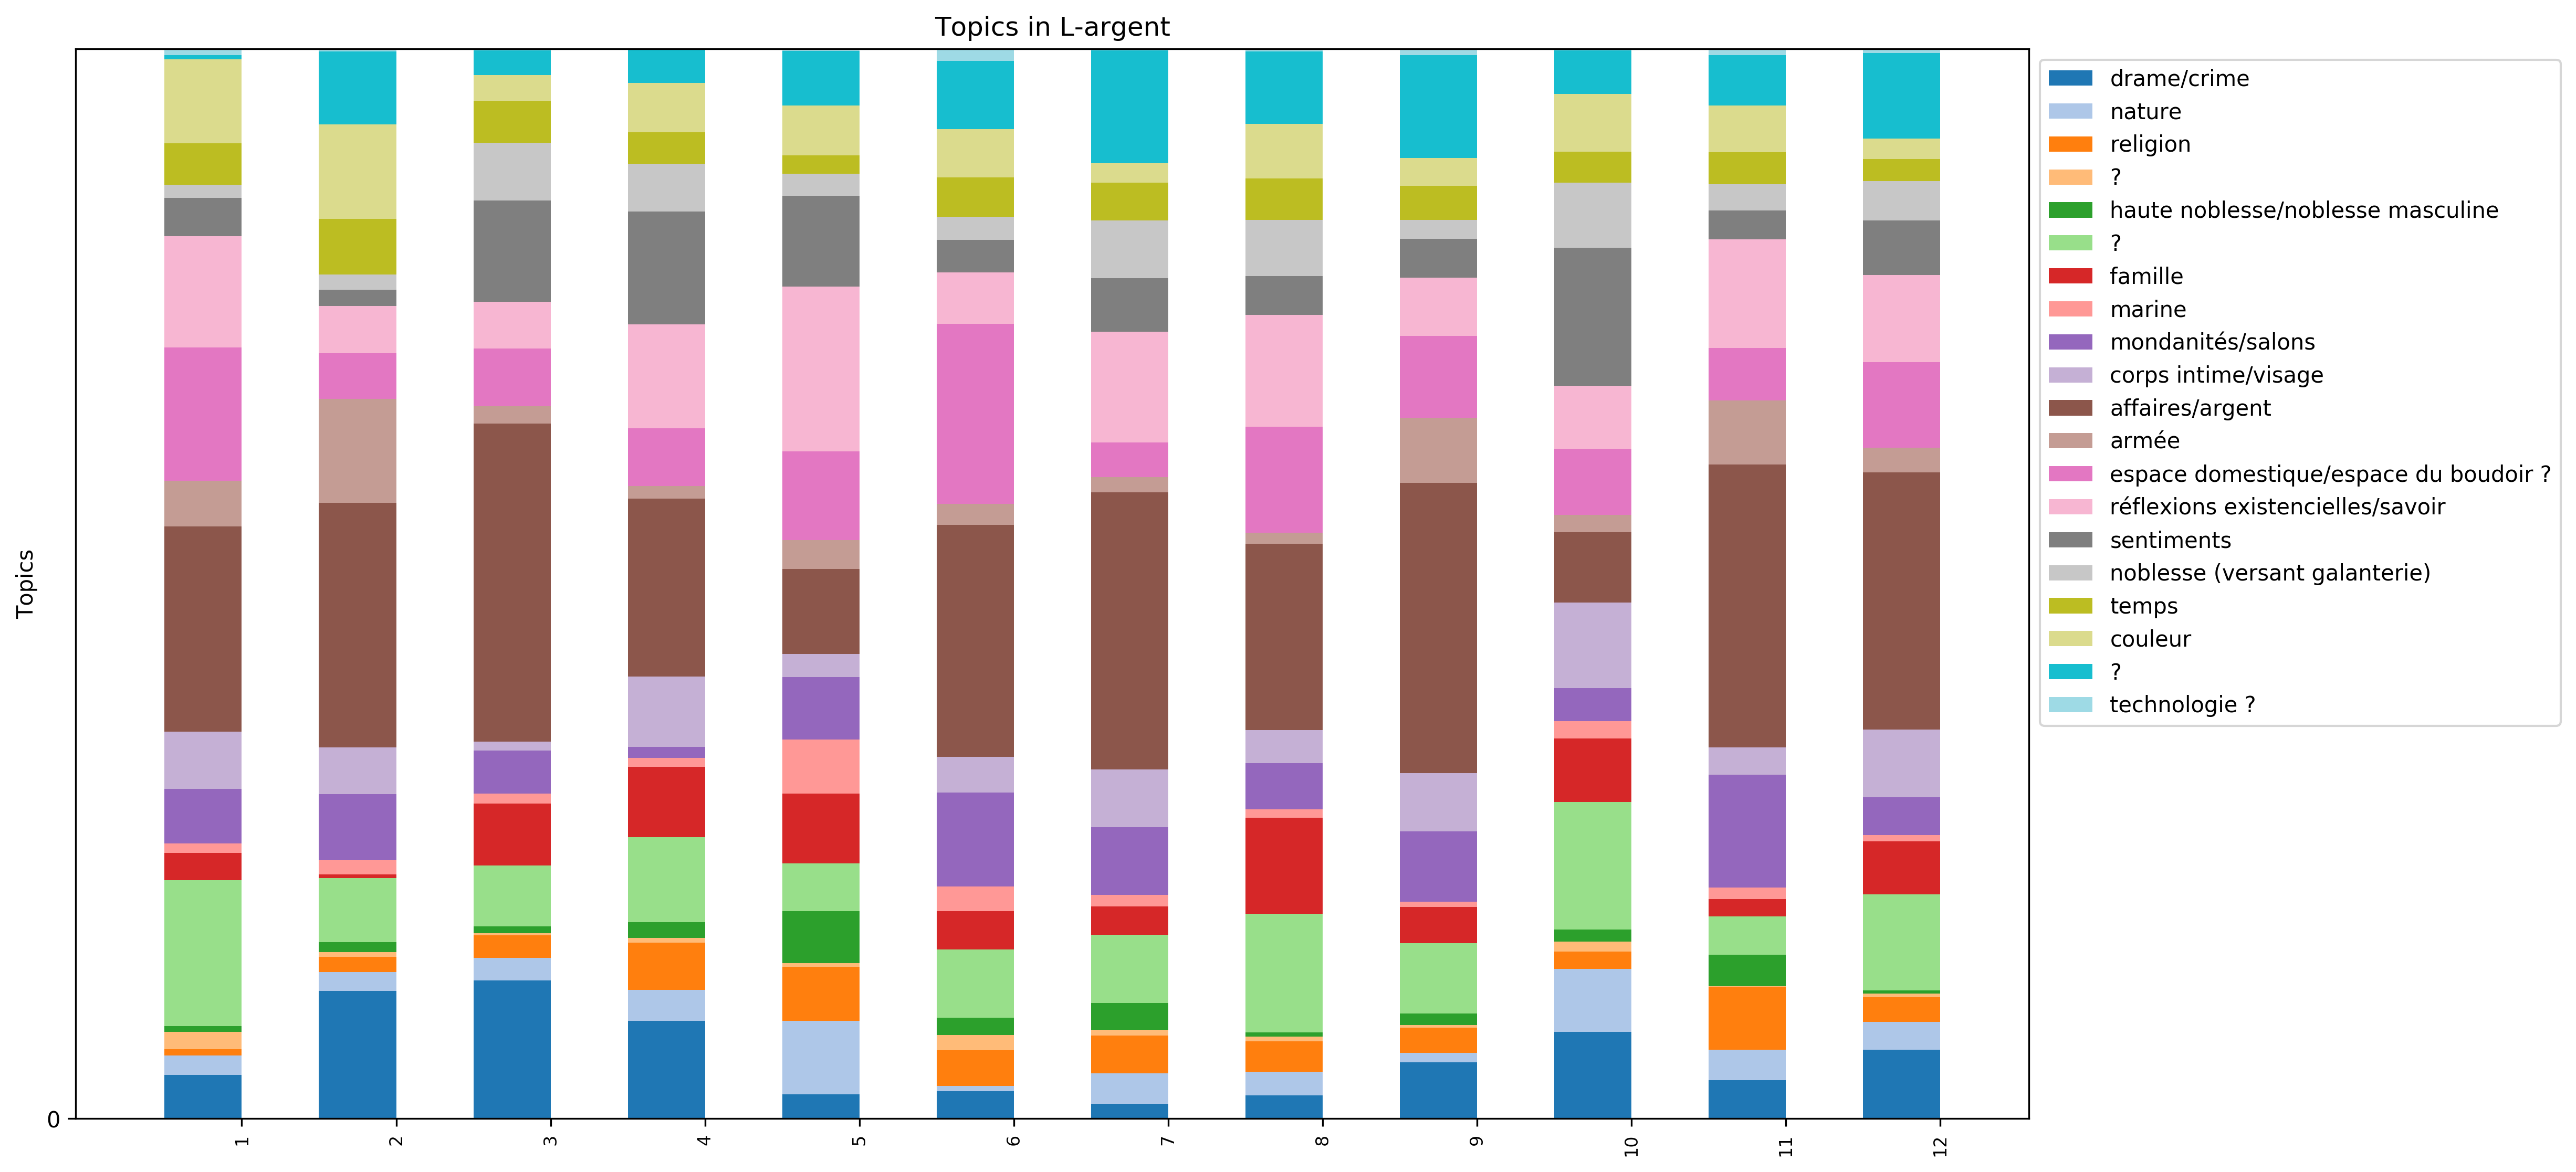 Topics in L-argent
Topics
0
1
2
3
4
5
6
7
8
9
10
11
12
drame/crime
nature
religion
?
haute noblesse/noblesse masculine
?
famille
marine
mondanités/salons
corps intime/visage
affaires/argent
armée
espace domestique/espace du boudoir ?
réflexions existencielles/savoir
sentiments
noblesse (versant galanterie)
temps
couleur
?
technologie ?